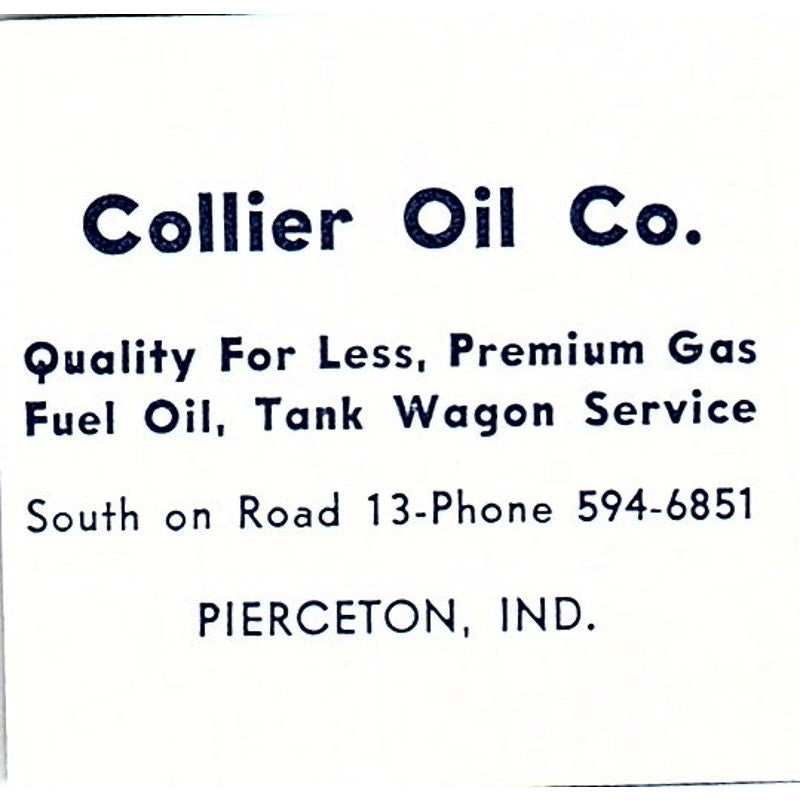 Collier Oil Co.
Quality For Less, Premium Gas
Fuel Oil, Tank Wagon Service
South on Road 13-Phone 594-6851
PIERCETON, IND.